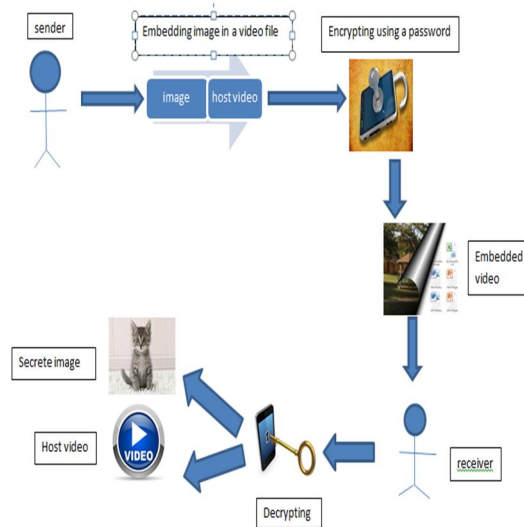 sender
Embedding image in a video file
Encrypting using a password
image
host video
Embedded
video
Secrete image
Host video
VIDEO
receiver
Decrypting